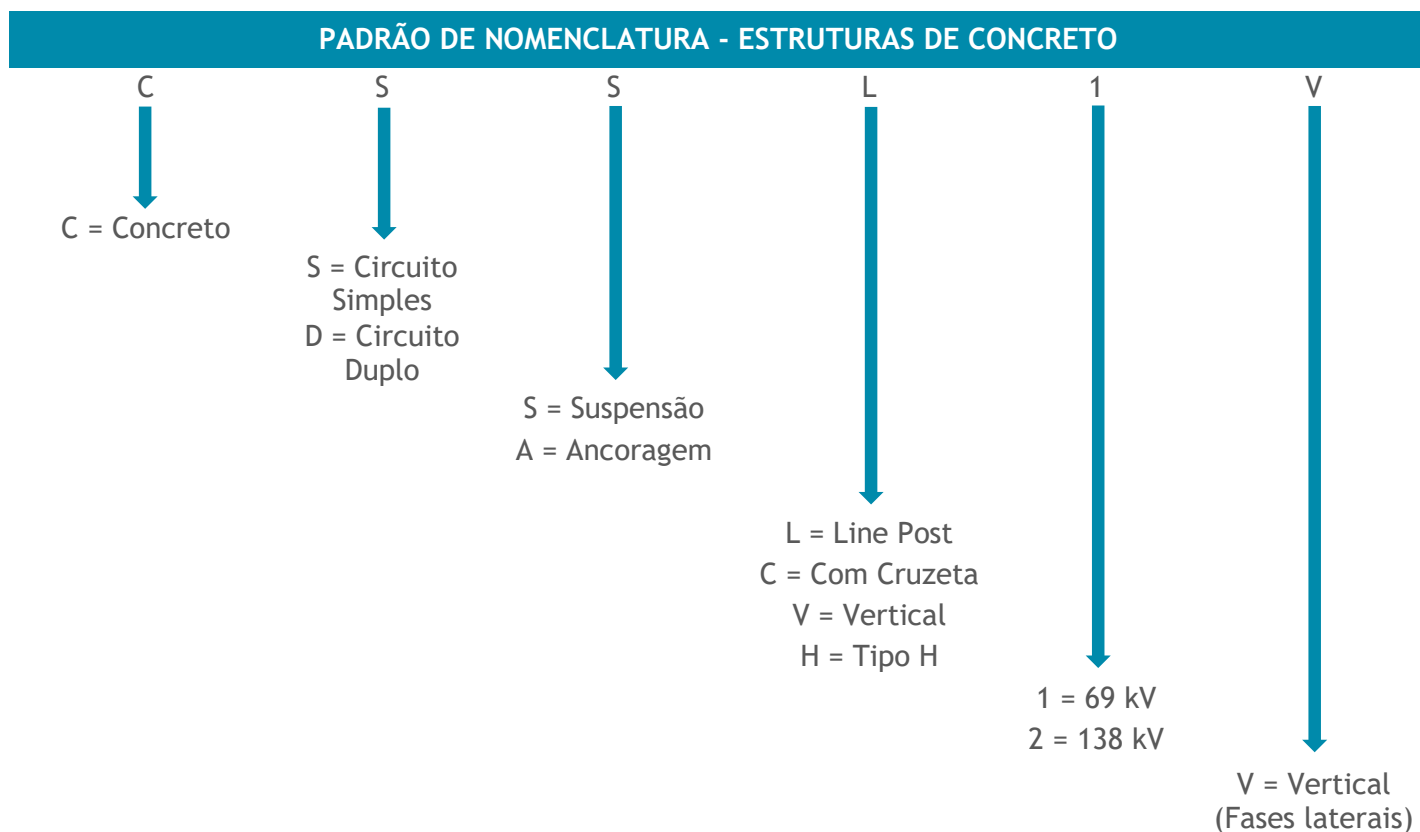 PADRÃO DE NOMENCLATURA - ESTRUTURAS DE CONCRETO
C S S L 1 V
C = Concreto
S = Circuito
Simples
D = Circuito
Duplo
S = Suspensão
A = Ancoragem
L = Line Post
C = Com Cruzeta
V = Vertical
H = Tipo H
1 = 69 kV
2 = 138 kV
V = Vertical
(Fases laterais)